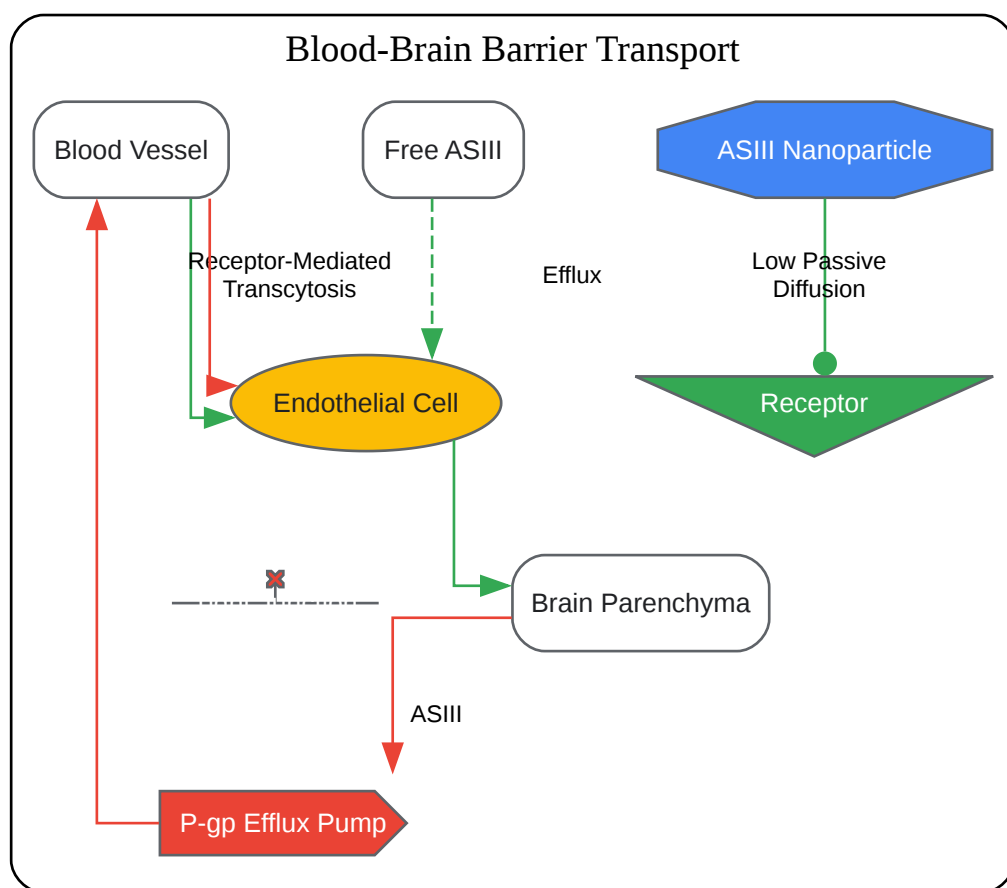 Blood-Brain Barrier Transport
Blood Vessel
Free ASIII
ASIII Nanoparticle
Receptor-Mediated
Transcytosis
Efflux
Low Passive
Diffusion
Endothelial Cell
Receptor
Brain Parenchyma
ASIII
P-gp Efflux Pump